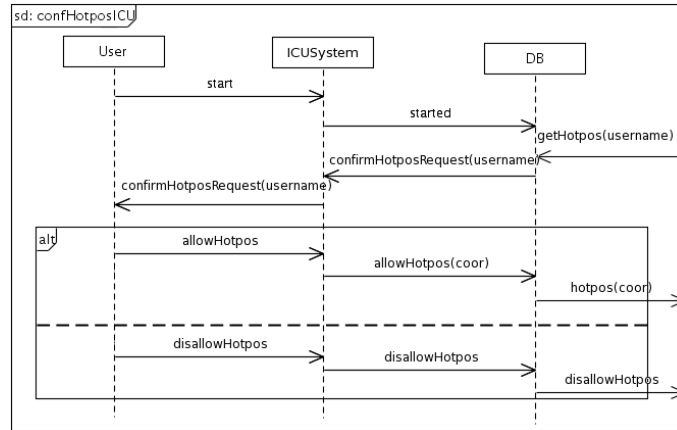 sd: confHotposICU
User
ICUSystem
DB
start
started
getHotpos(username)
confirmHotposRequest(username)
confirmHotposRequest(username)
alt
allowHotpos
allowHotpos(coor)
hotpos(coor)
disallowHotpos
disallowHotpos
disallowHotpos